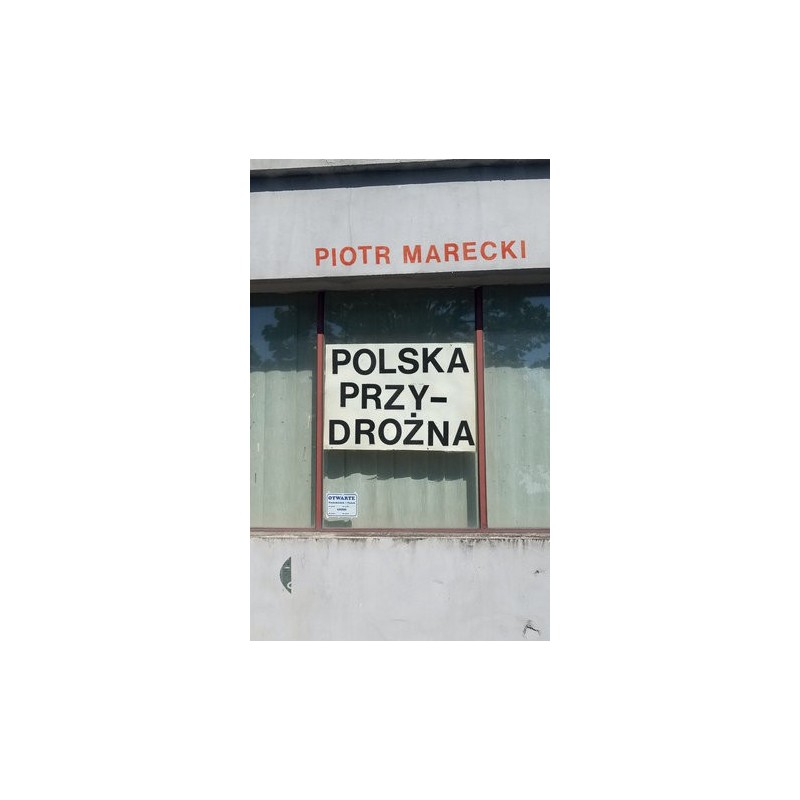 PIOTR MARECKI
POLSKA
PRZY-
DROŻNA
OTWARTE